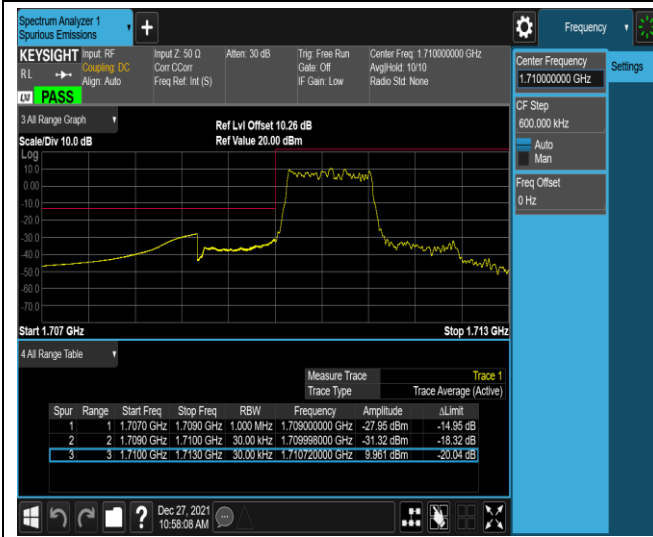 Spectrum Analyzer 1
Spurious Emissions
+
Frequency
KEYSIGHT Input: RF Input Z: 50 Ω Atten: 30 dB Trig: Free Run Center Freq: 1.710000000 GHz
RL Coupling: DC Corr CCorr Gate: Off Avg|Hold: 10/10
Align: Auto Freq Ref: Int (S) IF Gain: Low Radio Std: None
LXI PASS
Center Frequency
1.710000000 GHz
Settings
CF Step
600.000 kHz
Auto
Man
Freq Offset
0 Hz
3 All Range Graph
Ref Lvl Offset 10.26 dB
Scale/Div 10.0 dB Ref Value 20.00 dBm
Log
10.0
0.00
-10.0
-20.0
-30.0
-40.0
-50.0
-60.0
-70.0
Start 1.707 GHz Stop 1.713 GHz
4 All Range Table
Measure Trace Trace 1
Trace Type Trace Average (Active)
Spur Range Start Freq Stop Freq RBW Frequency Amplitude ΔLimit
1 1 1.7070 GHz 1.7090 GHz 1.000 MHz 1.709000000 GHz -27.95 dBm -14.95 dB
2 2 1.7090 GHz 1.7100 GHz 30.00 kHz 1.709998000 GHz -31.32 dBm -18.32 dB
3 3 1.7100 GHz 1.7130 GHz 30.00 kHz 1.710720000 GHz 9.961 dBm -20.04 dB
?
Dec 27, 2021
10:58:08 AM